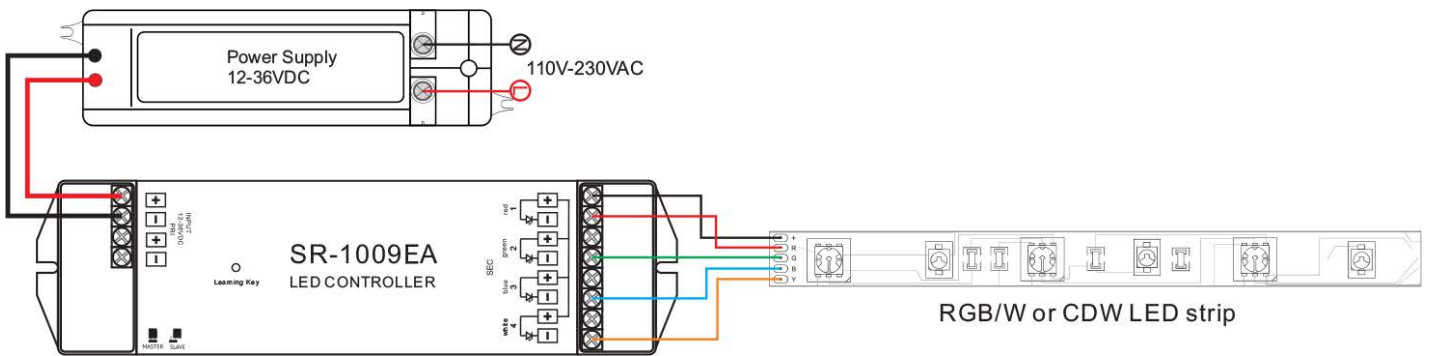 Power Supply
12-36VDC
N
110V-230VAC
L
+
−
+
−
INPUT
12-36VDC
PRI
SR-1009EA
LED CONTROLLER
Learning Key
MASTER
SLAVE
SEC
red
1
+
−
green
2
+
−
blue
3
+
−
white
4
+
−
+
R
G
B
Y
RGB/W or CDW LED strip